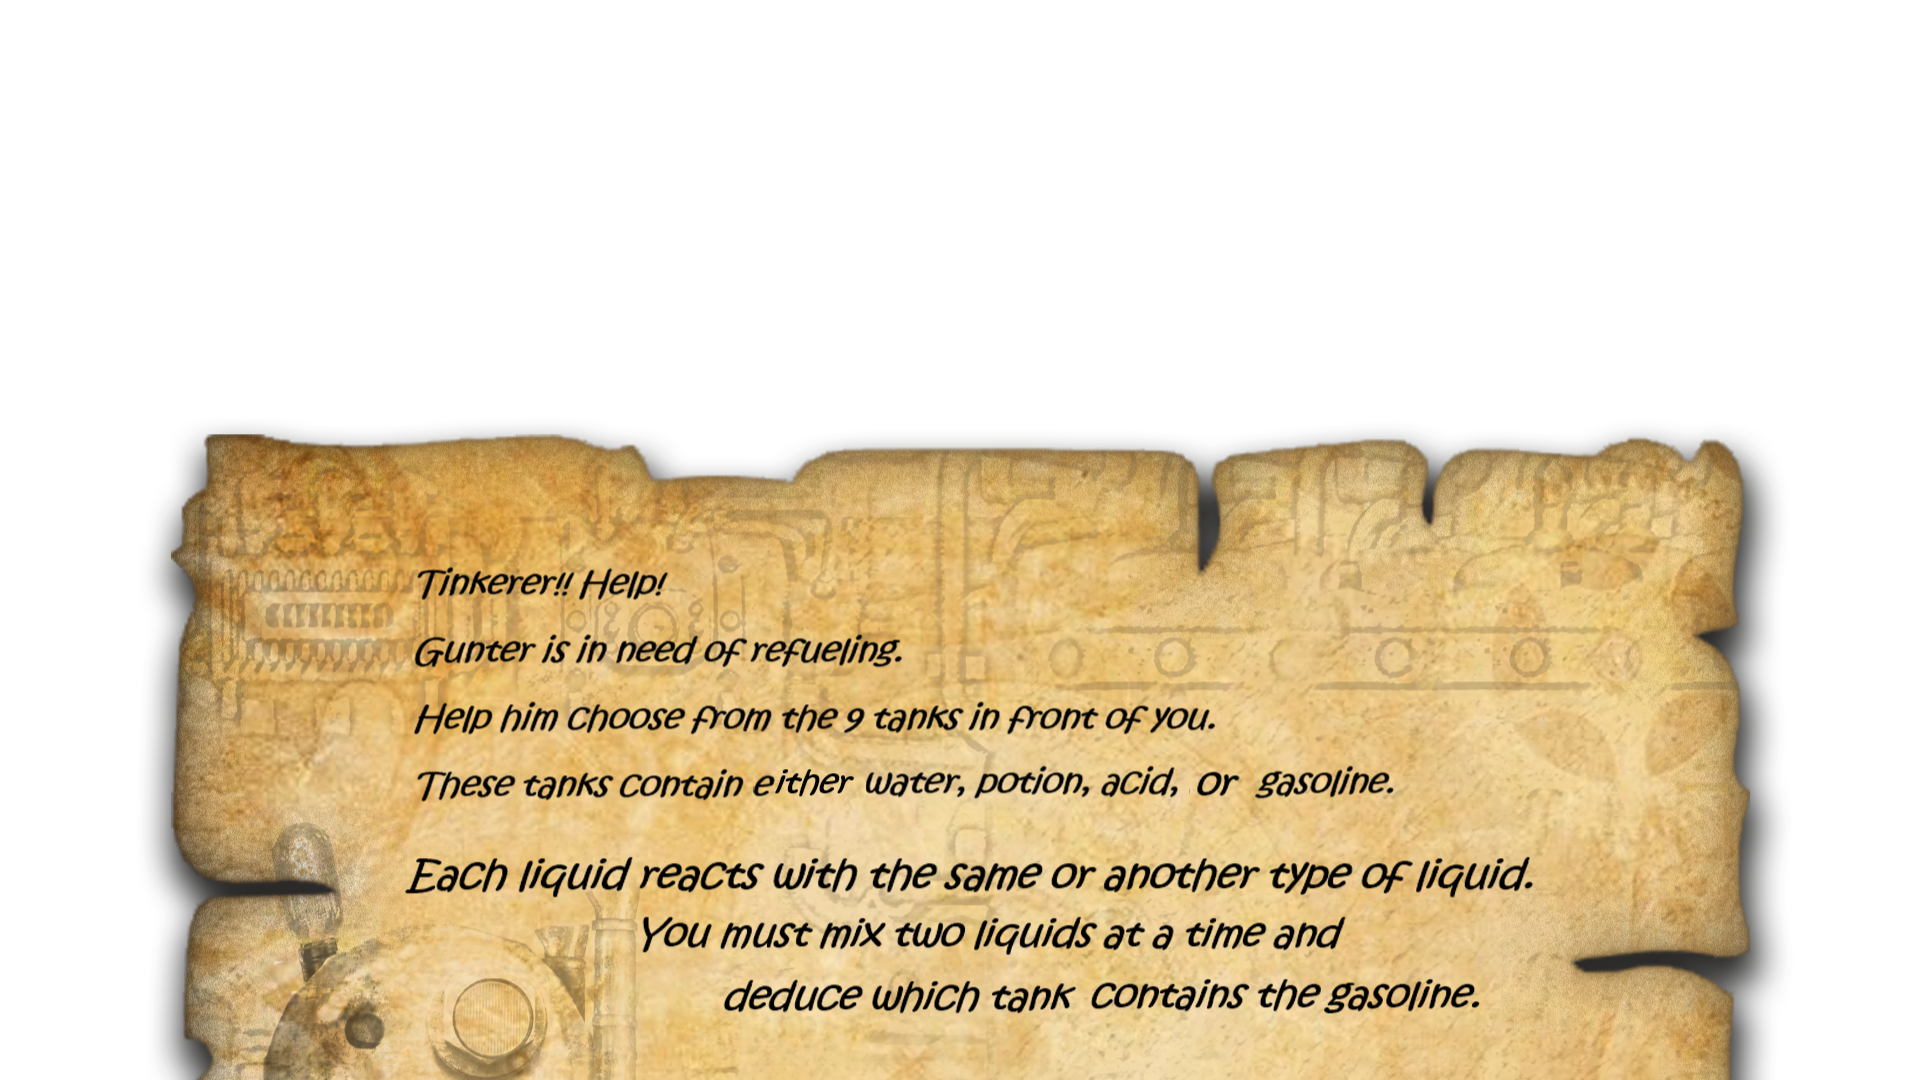 Tinkerer!! Help!
Gunter is in need of refueling.
Help him choose from the 9 tanks in front of you.
These tanks contain either water, potion, acid, or gasoline.
Each liquid reacts with the same or another type of liquid.
You must mix two liquids at a time and
deduce which tank contains the gasoline.